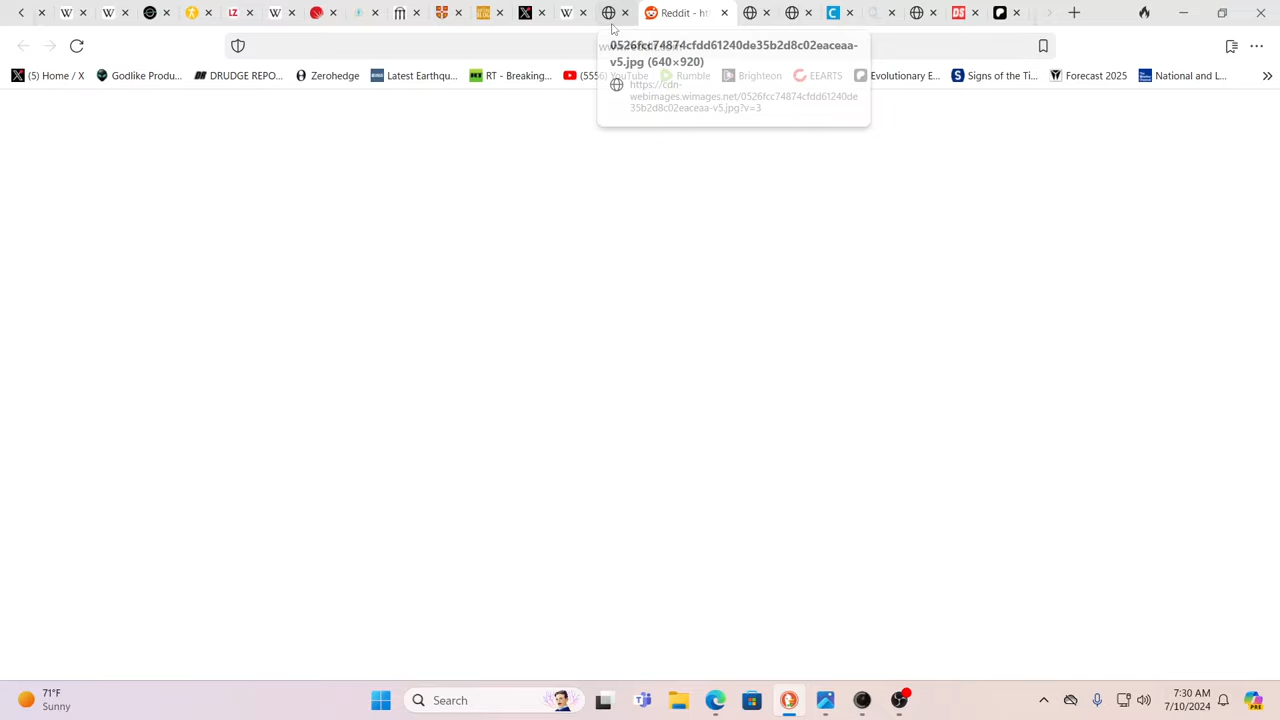 Reddit - ht
0526fcc74874cfdd61240de35b2d8c02eaceaa-
v5.jpg (640×920)
https://cdn-
webimages.wimages.net/0526fcc74874cfdd61240de
35b2d8c02eaceaa-v5.jpg?v=3
(5) Home / X
Godlike Produ...
DRUDGE REPO...
Zerohedge
Latest Earthqu...
RT - Breaking...
(5556) YouTube
Rumble
Brighteon
EEARTS
Evolutionary E...
Signs of the Ti...
Forecast 2025
National and L...
71°F
Sunny
Search
7:30 AM
7/10/2024
PRE